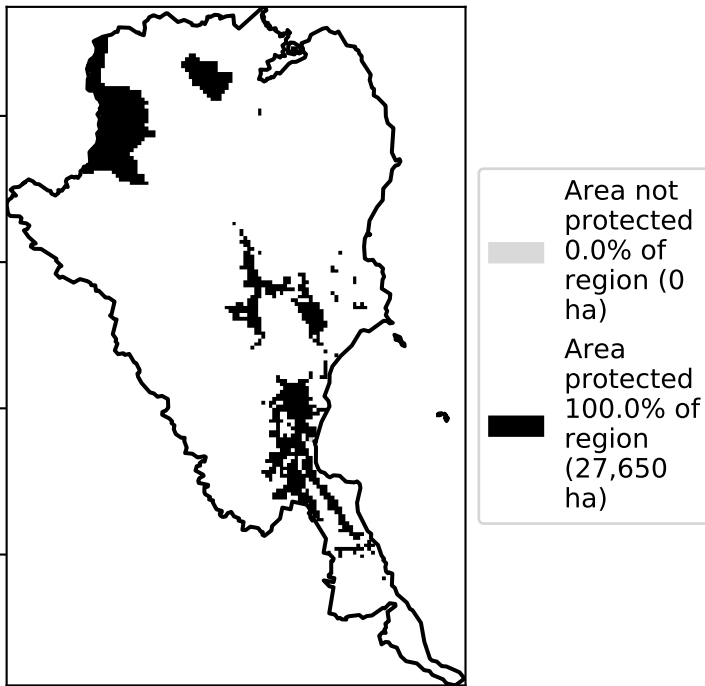 Area not
protected
0.0% of
region (0
ha)
Area
protected
100.0% of
region
(27,650
ha)